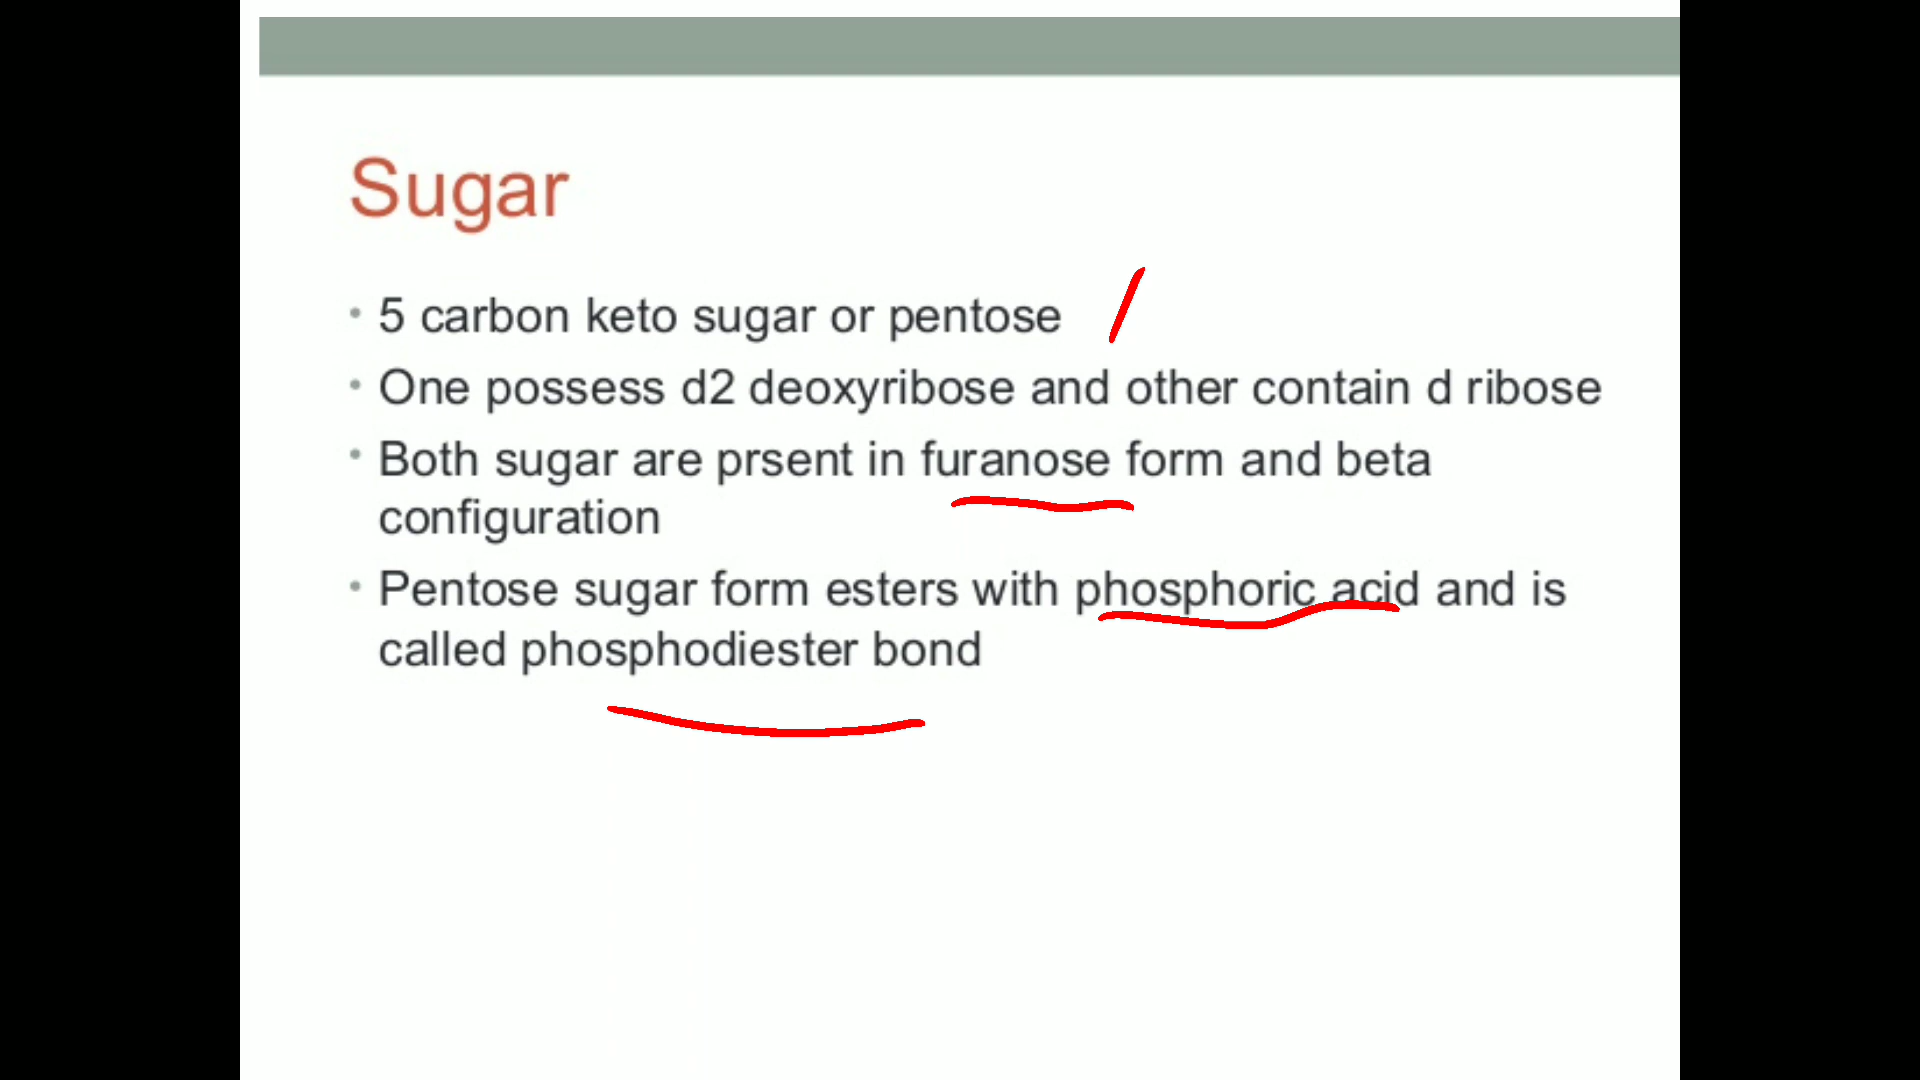 Sugar
• 5 carbon keto sugar or pentose
• One possess d2 deoxyribose and other contain d ribose
• Both sugar are prsent in furanose form and beta
configuration
• Pentose sugar form esters with phosphoric acid and is
called phosphodiester bond